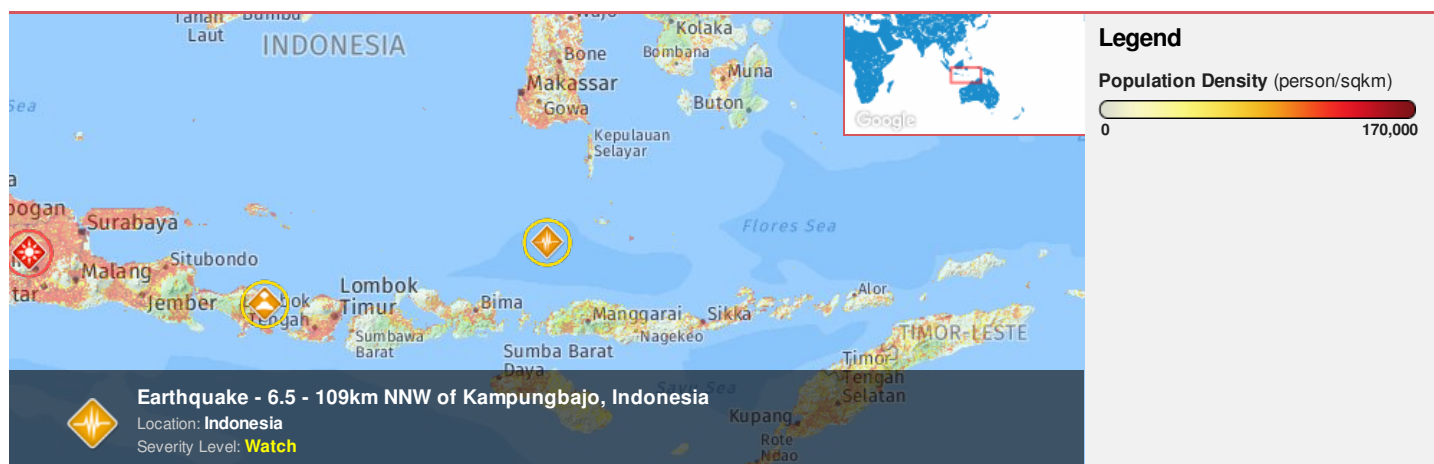 Tanah
Bumbu
Laut
INDONESIA
Kolaka
Bone
Bombana
Muna
Makassar
Gowa
Buton
Kepulauan
Selayar
Google
Legend
Population Density (person/sqkm)
0
170,000
Surabaya
Flores Sea
Situbondo
Malang
Lombok
Timur
Jember
Tengah
Bima
Alor
Manggarai
Sikka
Nagekeo
TIMOR-LESTE
Sumbawa
Barat
Sumba Barat
Daya
Timor
Tengah
Selatan
Savu Sea
Kupang
Rote
Ndao
Earthquake - 6.5 - 109km NNW of Kampungbajo, Indonesia
Location: Indonesia
Severity Level: Watch